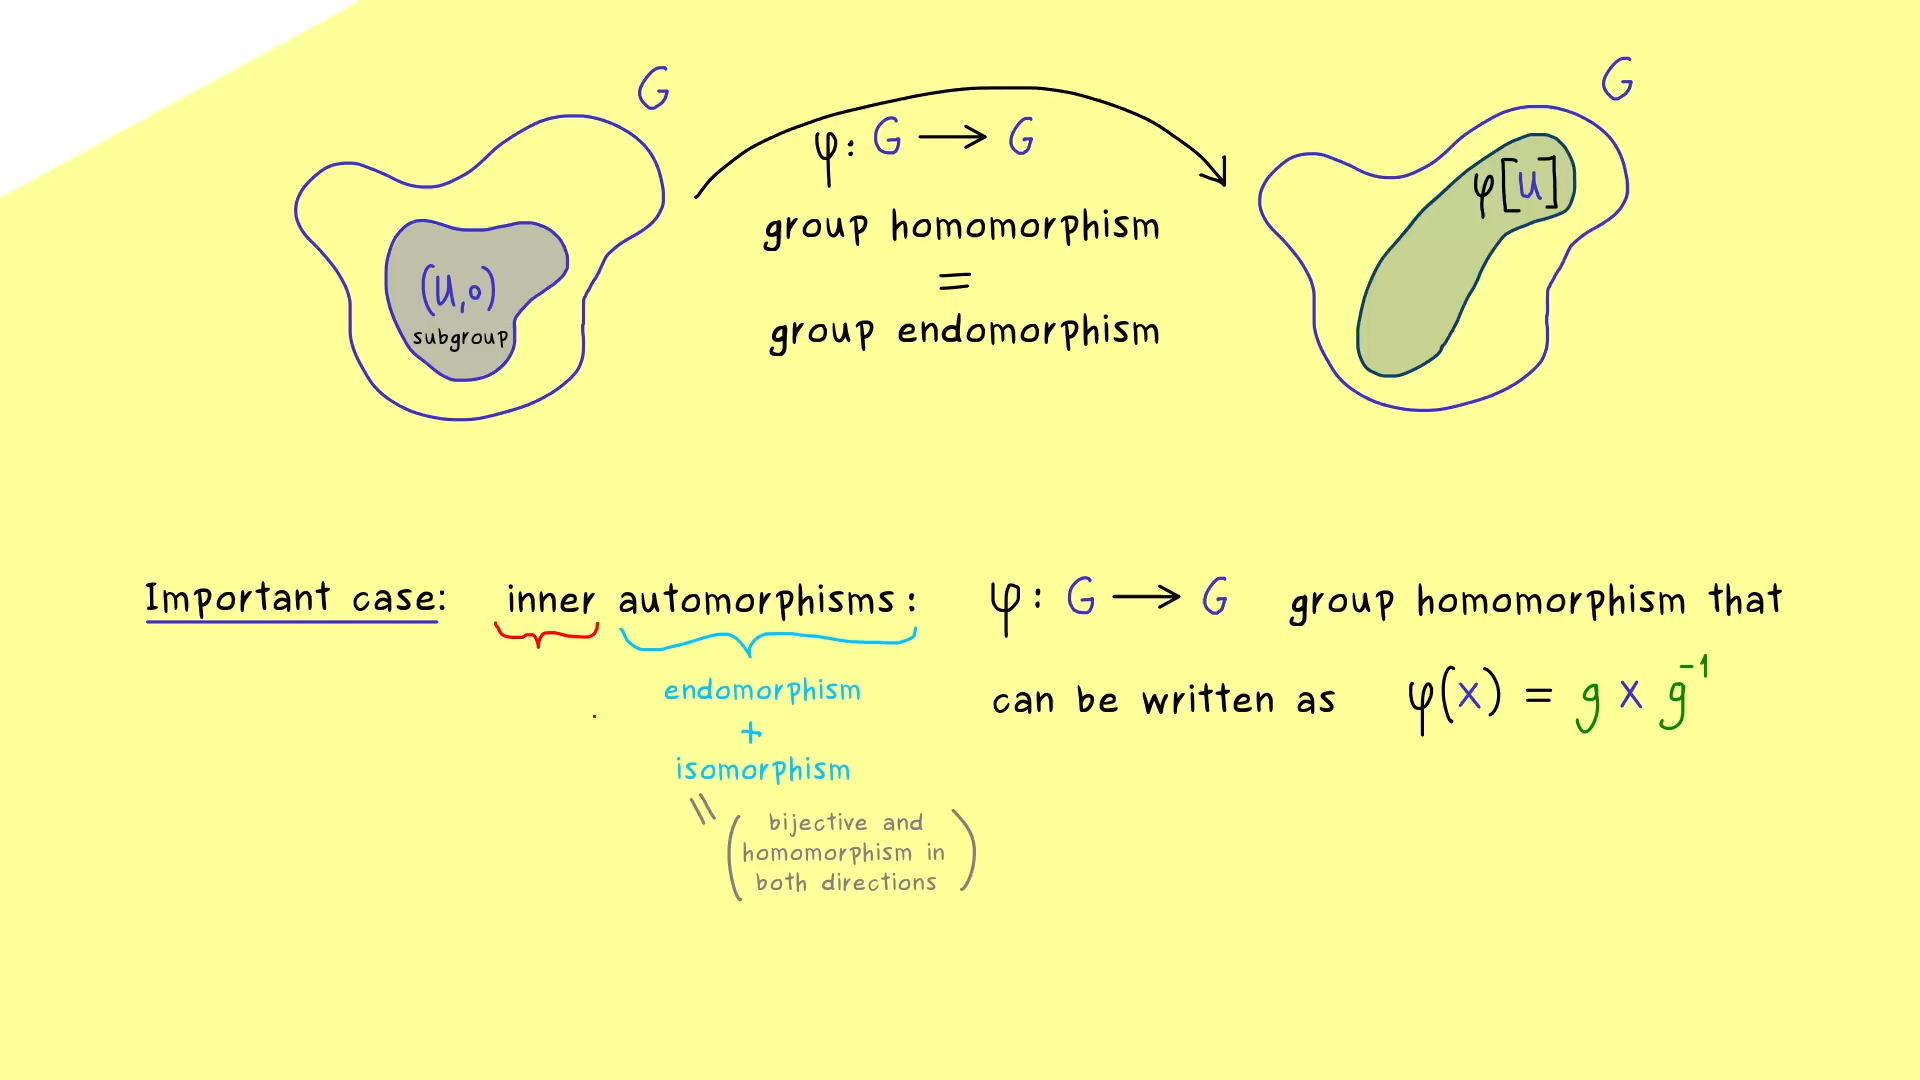 G
G
φ: G ⟶ G
φ[U]
group homomorphism
(U,∘)
=
subgroup
group endomorphism
Important case: inner automorphisms: φ: G ⟶ G group homomorphism that
can be written as φ(x) = g x g⁻¹
endomorphism
+
isomorphism
=
( bijective and
homomorphism in
both directions )